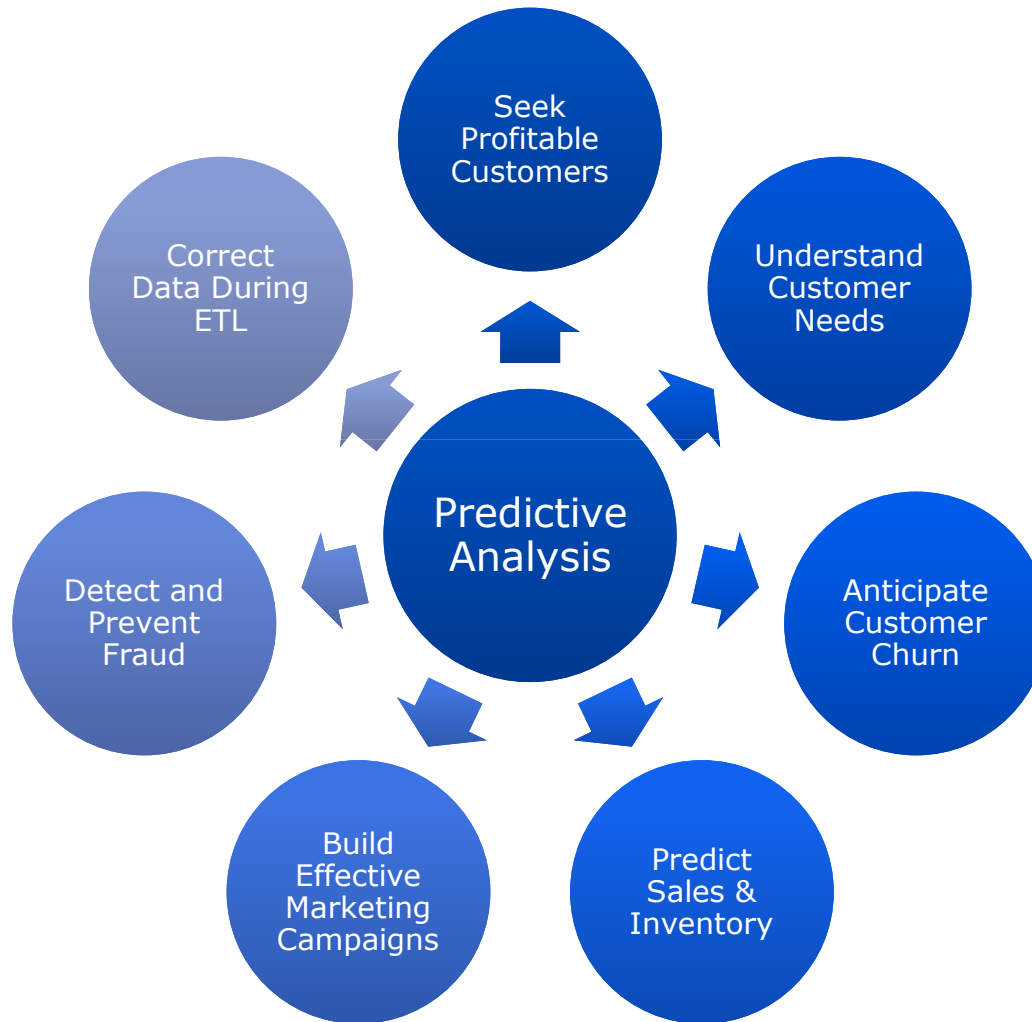 Seek
Profitable
Customers
Understand
Customer
Needs
Anticipate
Customer
Churn
Predict
Sales &
Inventory
Build
Effective
Marketing
Campaigns
Detect and
Prevent
Fraud
Correct
Data During
ETL
Predictive
Analysis